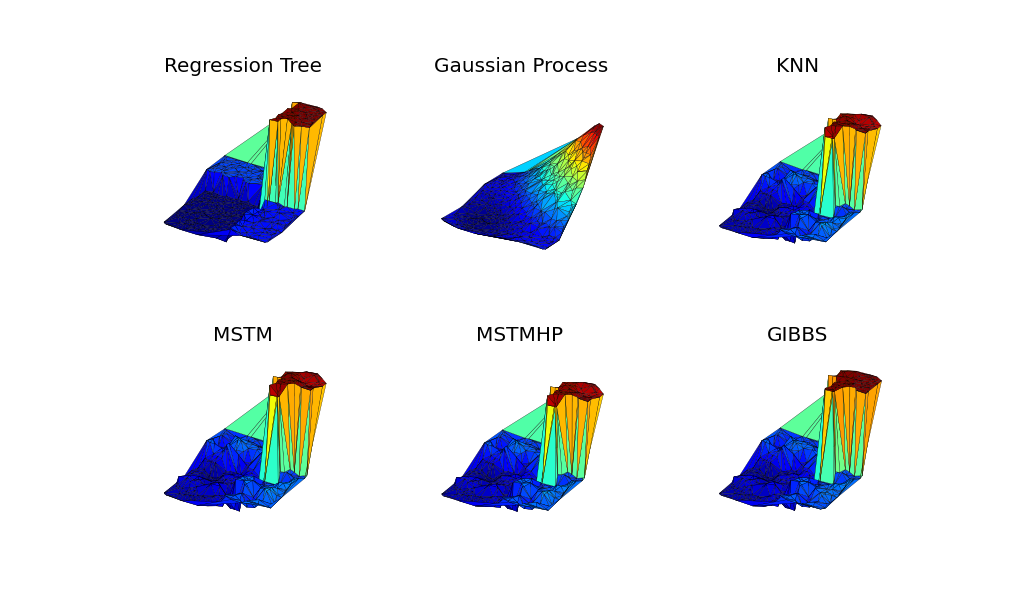 Regression Tree
Gaussian Process
KNN
MSTM
MSTMHP
GIBBS